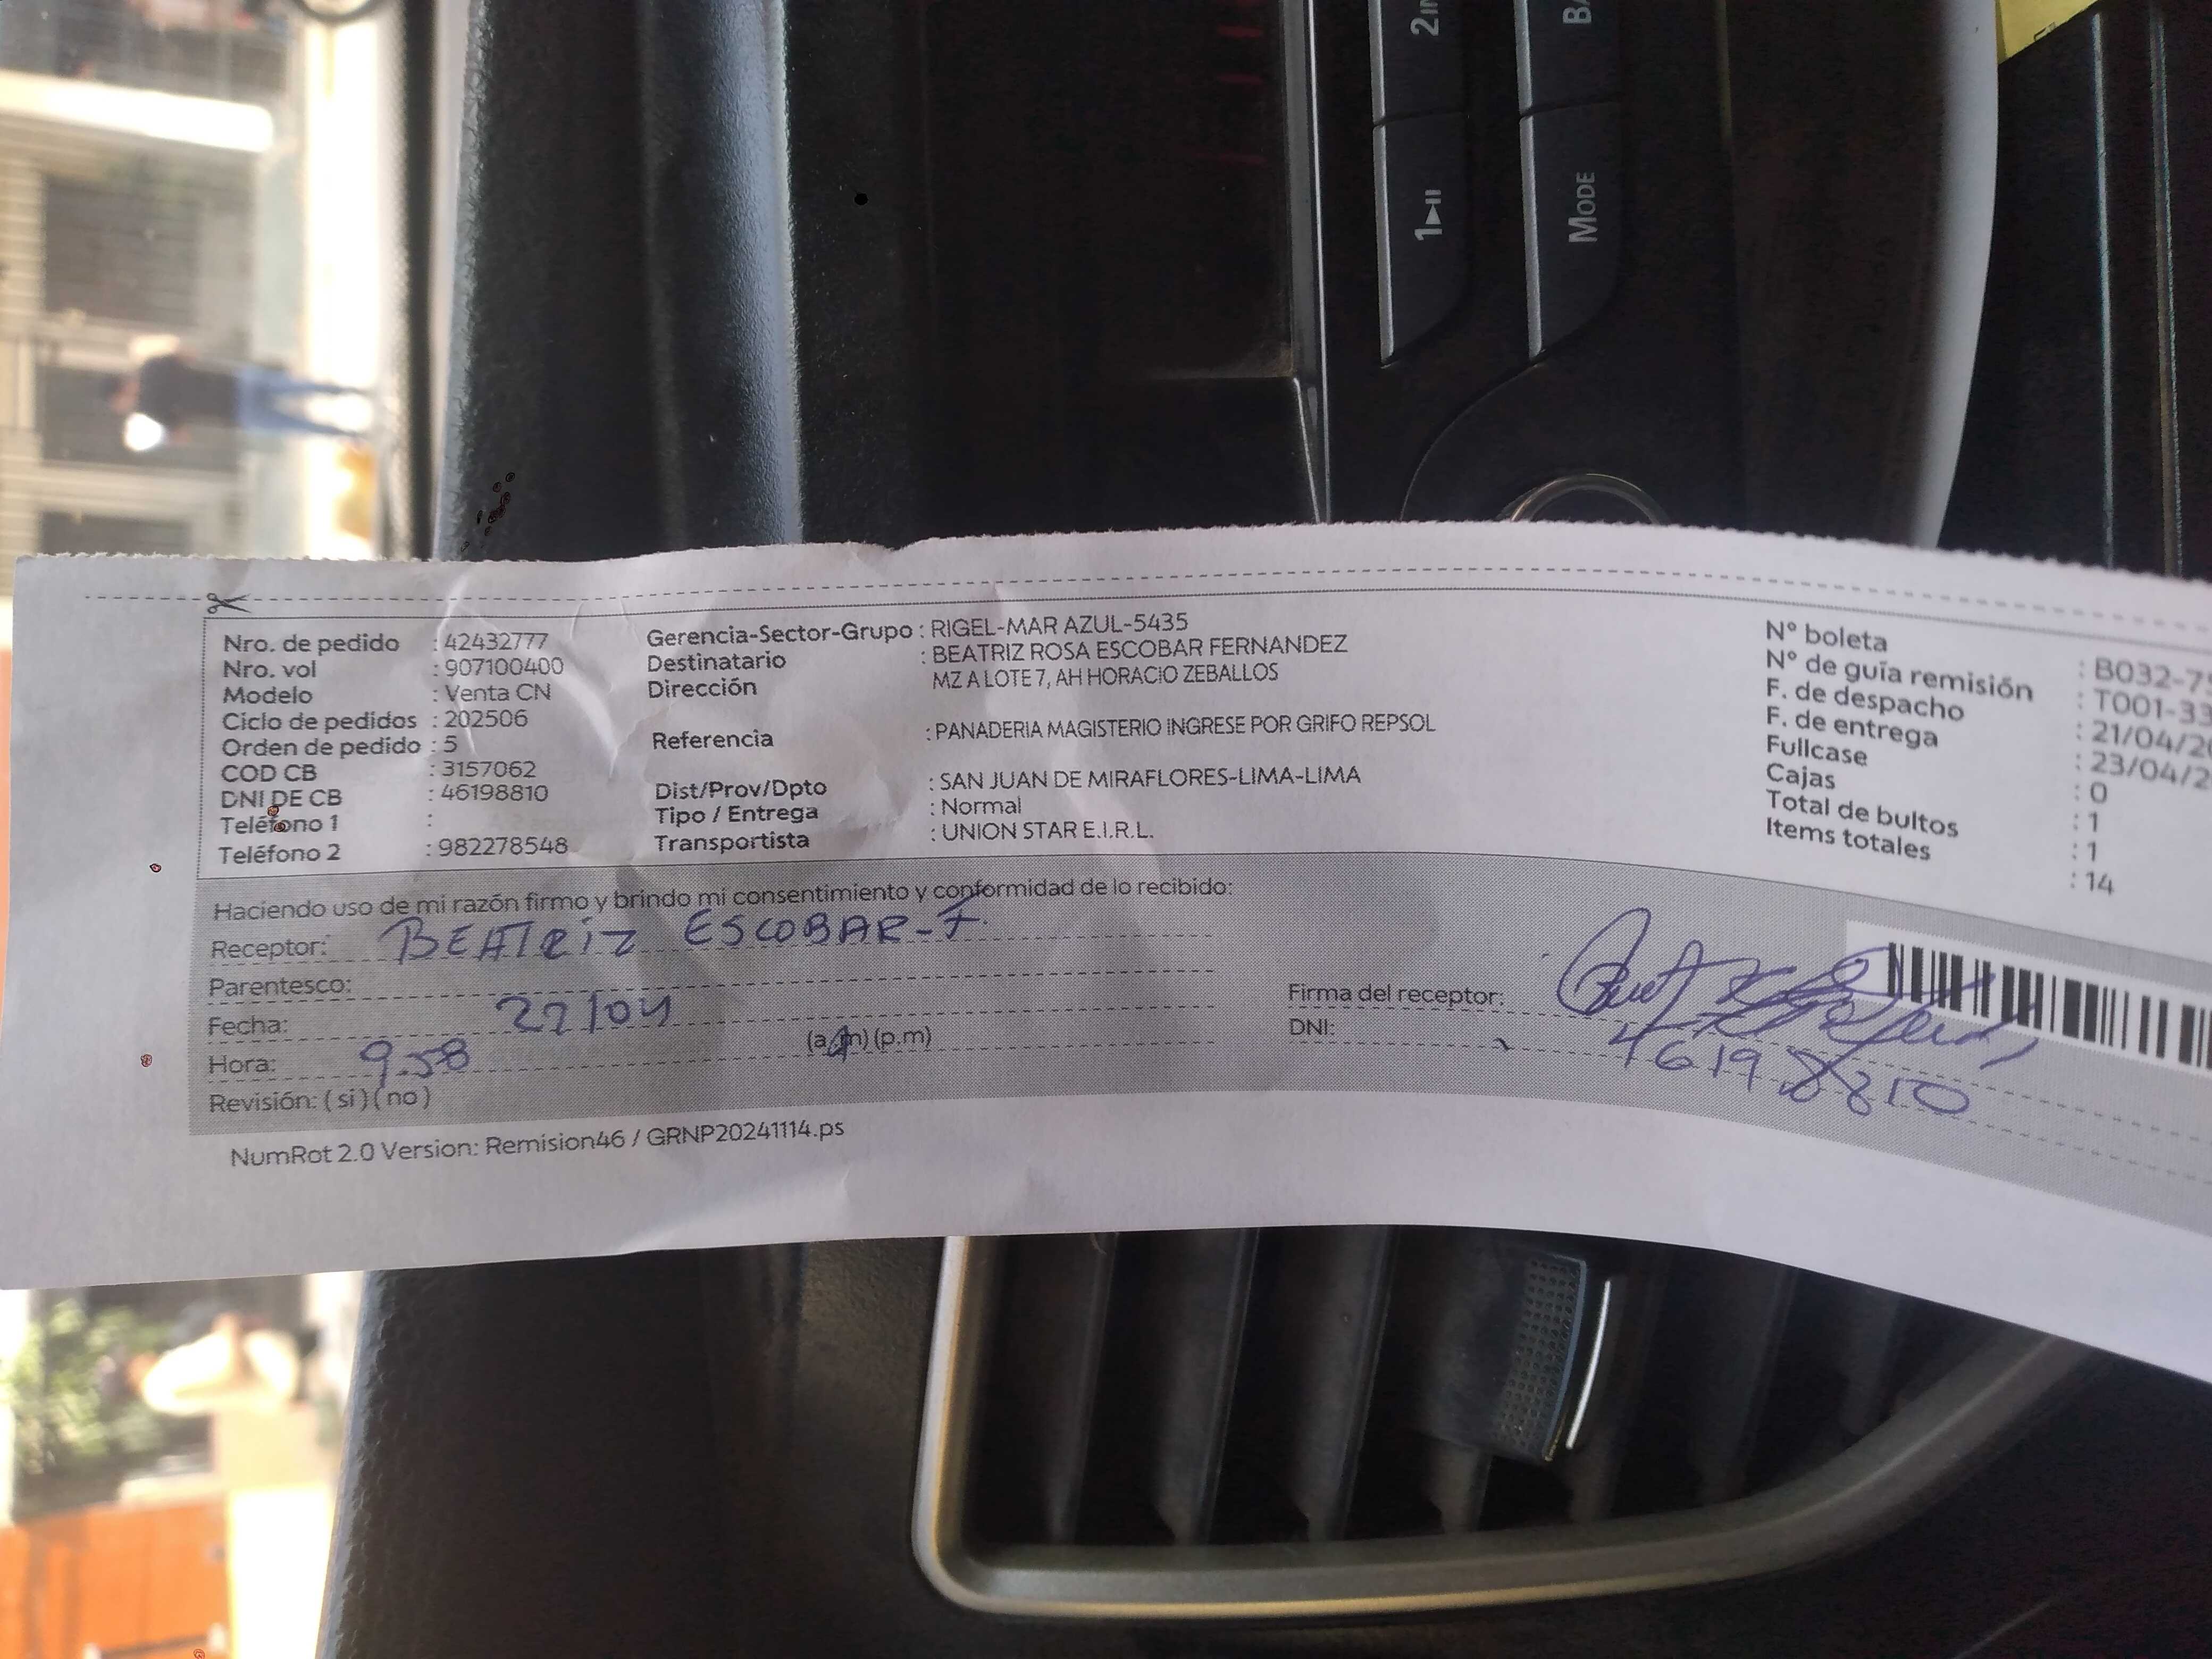 2
1
BA
MODE
Nro. de pedido : 42432777
Nro. vol : 907100400
Modelo : Venta CN
Ciclo de pedidos : 202506
Orden de pedido : 5
COD CB : 3157062
DNI DE CB : 46198810
Teléfono 1 :
Teléfono 2 : 982278548
Gerencia-Sector-Grupo : RIGEL-MAR AZUL-5435
Destinatario : BEATRIZ ROSA ESCOBAR FERNANDEZ
Dirección MZ A LOTE 7, AH HORACIO ZEBALLOS
Referencia : PANADERIA MAGISTERIO INGRESE POR GRIFO REPSOL
Dist/Prov/Dpto : SAN JUAN DE MIRAFLORES-LIMA-LIMA
Tipo / Entrega : Normal
Transportista : UNION STAR E.I.R.L.
N° boleta : B032-75
N° de guía remisión : T001-33
F. de despacho : 21/04/20
F. de entrega : 23/04/2
Fullcase : 0
Cajas : 1
Total de bultos : 1
Items totales : 14
Haciendo uso de mi razón firmo y brindo mi consentimiento y conformidad de lo recibido:
Receptor: BEATRIZ ESCOBAR-F.
Parentesco:
Fecha: 22/04
Hora: 9.58 (a.m) (p.m)
Revisión: ( si ) ( no )
Firma del receptor:
DNI: 46198810
NumRot 2.0 Version: Remision46 / GRNP20241114.ps